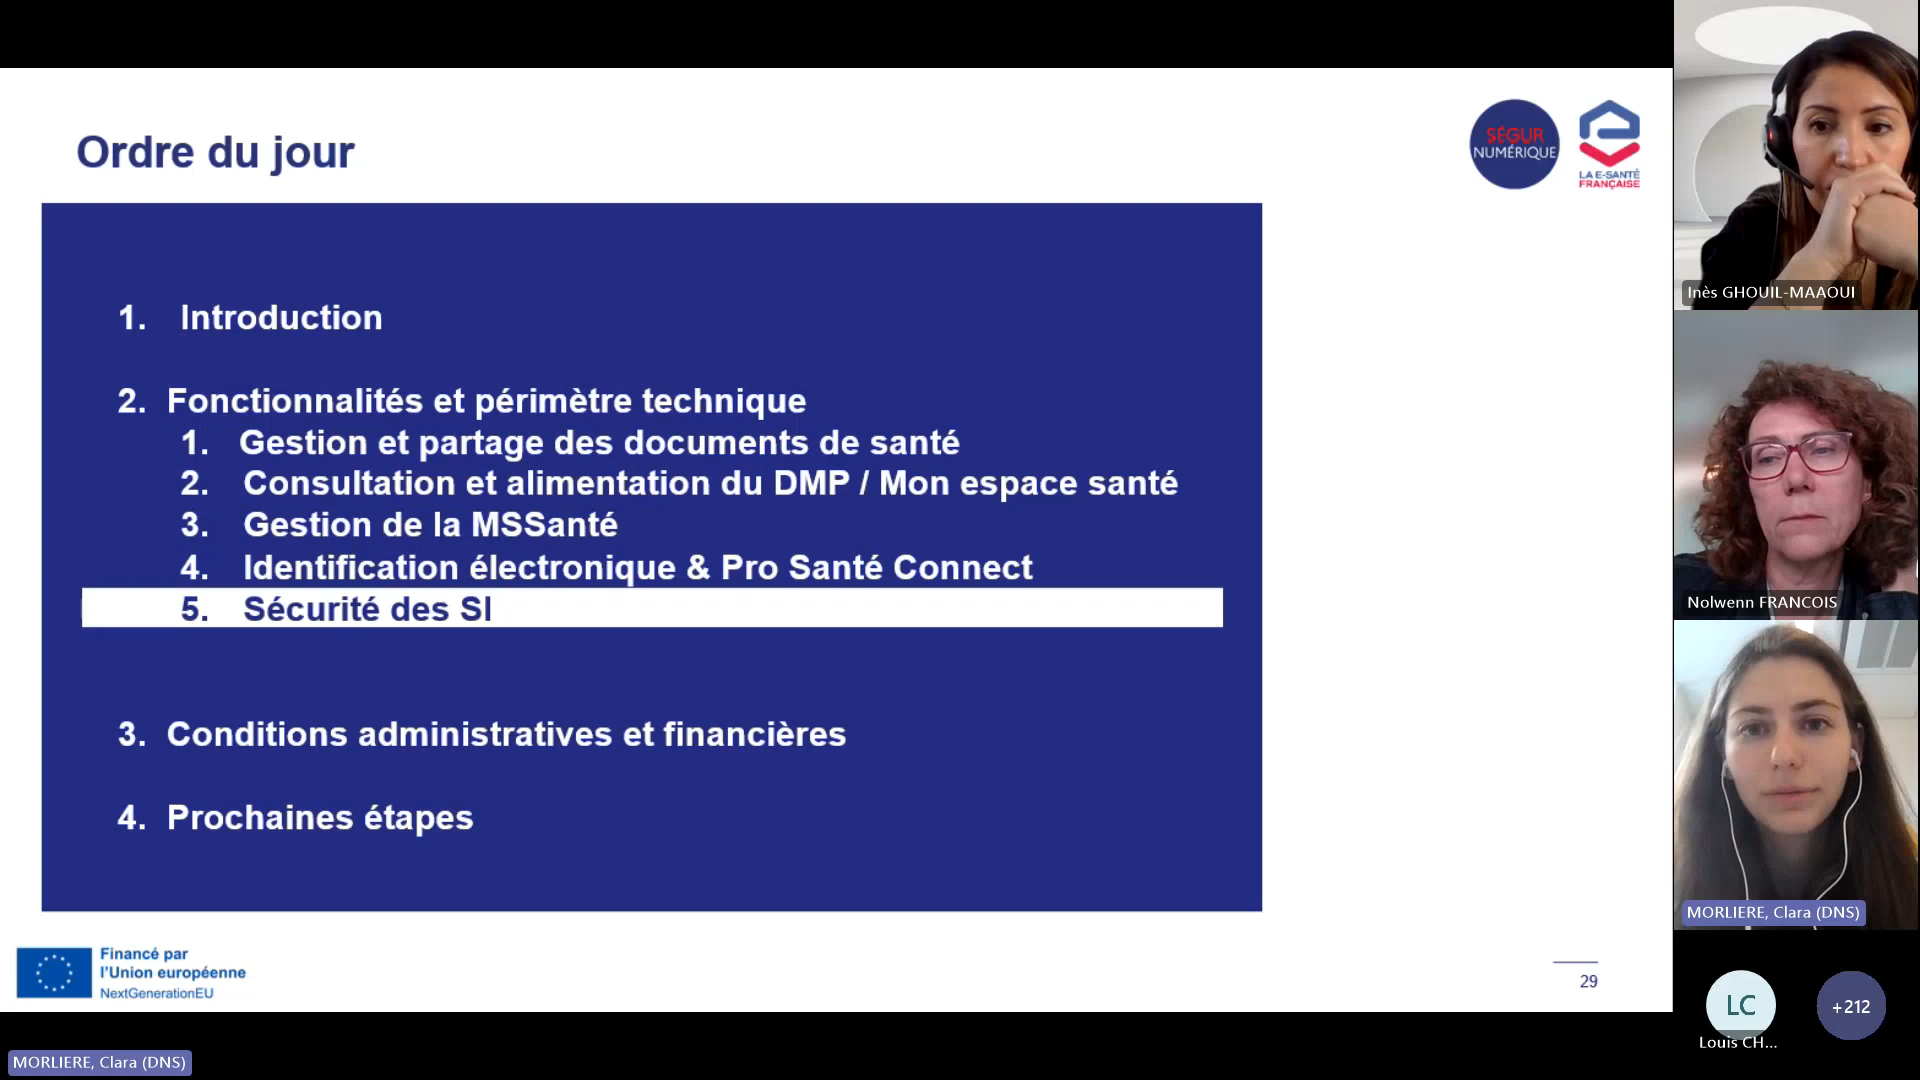 Ordre du jour
SÉGUR
NUMÉRIQUE
LA E-SANTÉ
FRANÇAISE
1. Introduction
2. Fonctionnalités et périmètre technique
1. Gestion et partage des documents de santé
2. Consultation et alimentation du DMP / Mon espace santé
3. Gestion de la MSSanté
4. Identification électronique & Pro Santé Connect
5. Sécurité des SI
3. Conditions administratives et financières
4. Prochaines étapes
Financé par
l'Union européenne
NextGenerationEU
29
Inès GHOUIL-MAAOUI
Nolwenn FRANCOIS
MORLIERE, Clara (DNS)
LC
+212
Louis CH...
MORLIERE, Clara (DNS)